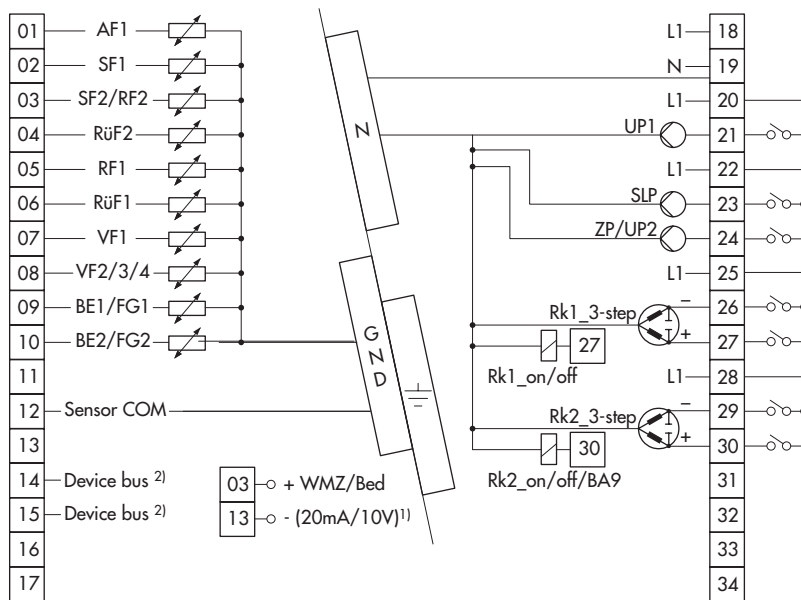 01 AF1
02 SF1
03 SF2/RF2
04 RüF2
05 RF1
06 RüF1
07 VF1
08 VF2/3/4
09 BE1/FG1
10 BE2/FG2
11
12 Sensor COM
13
14 Device bus 2)
15 Device bus 2)
16
17
03 + WMZ/Bed
13 - (20mA/10V)1)
N
GND
L1 18
N 19
L1 20
UP1 21
L1 22
SLP 23
ZP/UP2 24
L1 25
Rk1_3-step − 26
+ 27
27
Rk1_on/off
L1 28
Rk2_3-step − 29
+ 30
30
Rk2_on/off/BA9
31
32
33
34